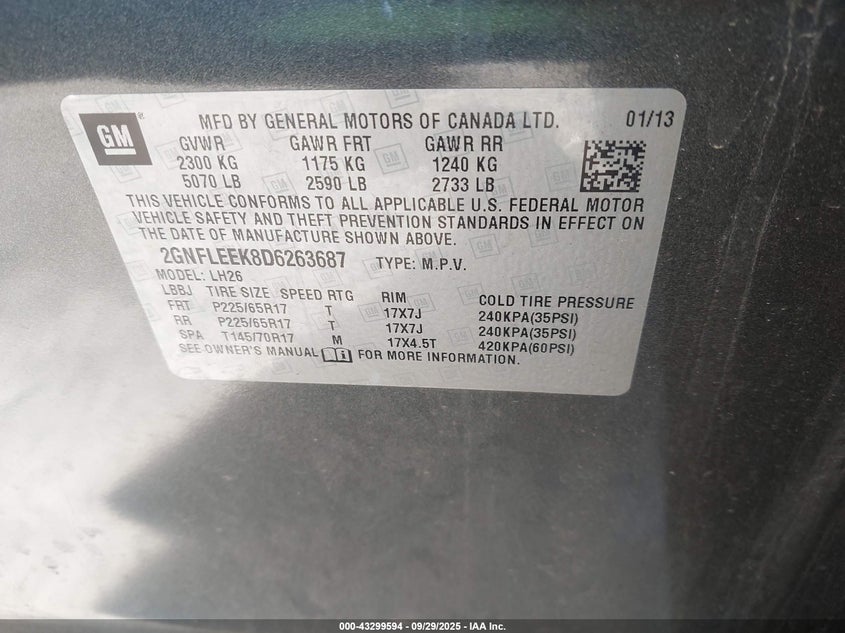 GM MFD BY GENERAL MOTORS OF CANADA LTD. 01/13
GVWR GAWR FRT GAWR RR
2300 KG 1175 KG 1240 KG
5070 LB 2590 LB 2733 LB
THIS VEHICLE CONFORMS TO ALL APPLICABLE U.S. FEDERAL MOTOR
VEHICLE SAFETY AND THEFT PREVENTION STANDARDS IN EFFECT ON
THE DATE OF MANUFACTURE SHOWN ABOVE.
2GNFLEEK8D6263687 TYPE: M.P.V.
MODEL: LH26
LBBJ TIRE SIZE SPEED RTG RIM COLD TIRE PRESSURE
FRT P225/65R17 T 17X7J 240KPA(35PSI)
RR P225/65R17 T 17X7J 240KPA(35PSI)
SPA T145/70R17 M 17X4.5T 420KPA(60PSI)
SEE OWNER'S MANUAL FOR MORE INFORMATION.
000-43299594 - 09/29/2025 - IAA Inc.